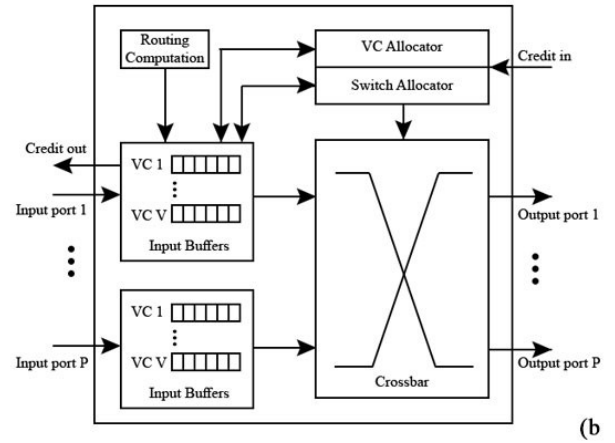 Routing
Computation
VC Allocator
Credit in
Switch Allocator
Credit out
VC 1
Input port 1
VC V
Input Buffers
Output port 1
VC 1
Input port P
VC V
Input Buffers
Crossbar
Output port P
(b